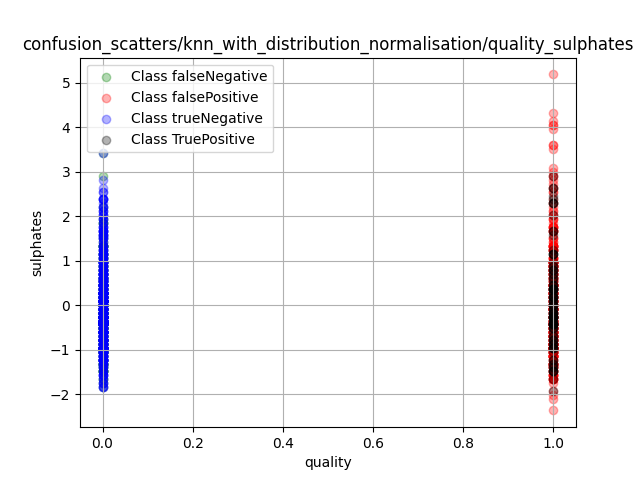 confusion_scatters/knn_with_distribution_normalisation/quality_sulphates
Class falseNegative
Class falsePositive
Class trueNegative
Class TruePositive
sulphates
5
4
3
2
1
0
−1
−2
0.0 0.2 0.4 0.6 0.8 1.0
quality